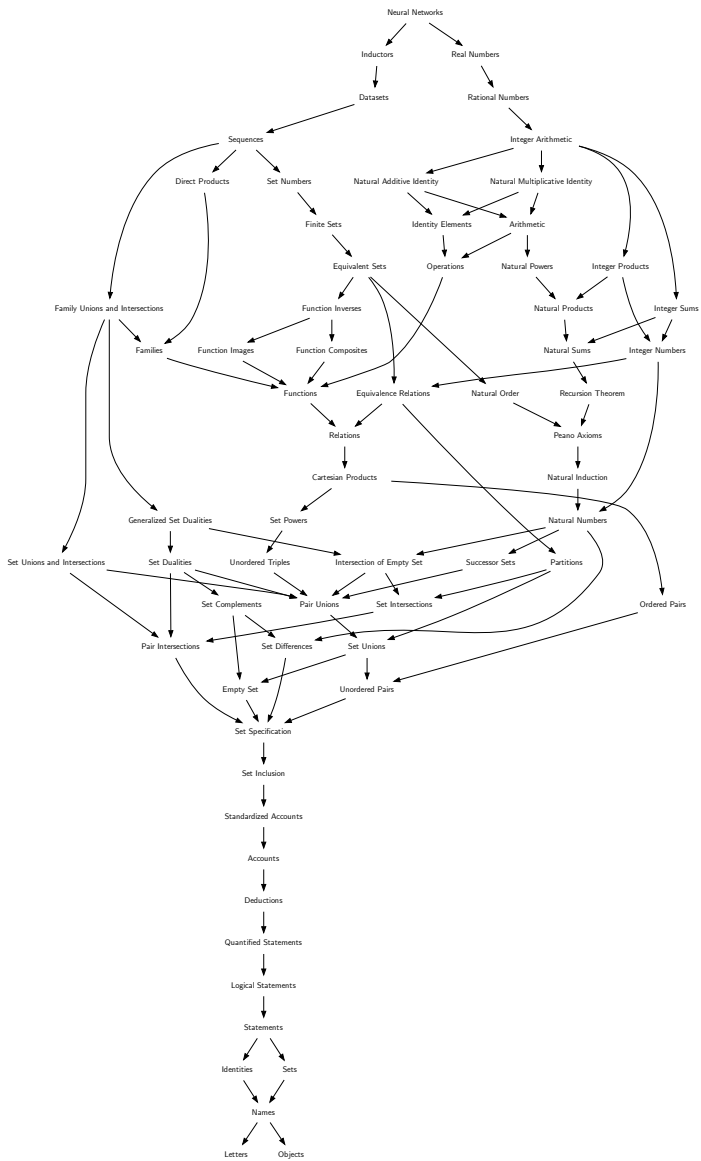 Neural Networks
Inductors
Real Numbers
Datasets
Rational Numbers
Sequences
Integer Arithmetic
Direct Products
Set Numbers
Natural Additive Identity
Natural Multiplicative Identity
Finite Sets
Identity Elements
Arithmetic
Equivalent Sets
Operations
Natural Powers
Integer Products
Family Unions and Intersections
Function Inverses
Natural Products
Integer Sums
Families
Function Images
Function Composites
Natural Sums
Integer Numbers
Functions
Equivalence Relations
Natural Order
Recursion Theorem
Relations
Peano Axioms
Cartesian Products
Natural Induction
Generalized Set Dualities
Set Powers
Natural Numbers
Set Unions and Intersections
Set Dualities
Unordered Triples
Intersection of Empty Set
Successor Sets
Partitions
Set Complements
Pair Unions
Set Intersections
Ordered Pairs
Pair Intersections
Set Differences
Set Unions
Empty Set
Unordered Pairs
Set Specification
Set Inclusion
Standardized Accounts
Accounts
Deductions
Quantified Statements
Logical Statements
Statements
Identities
Sets
Names
Letters
Objects